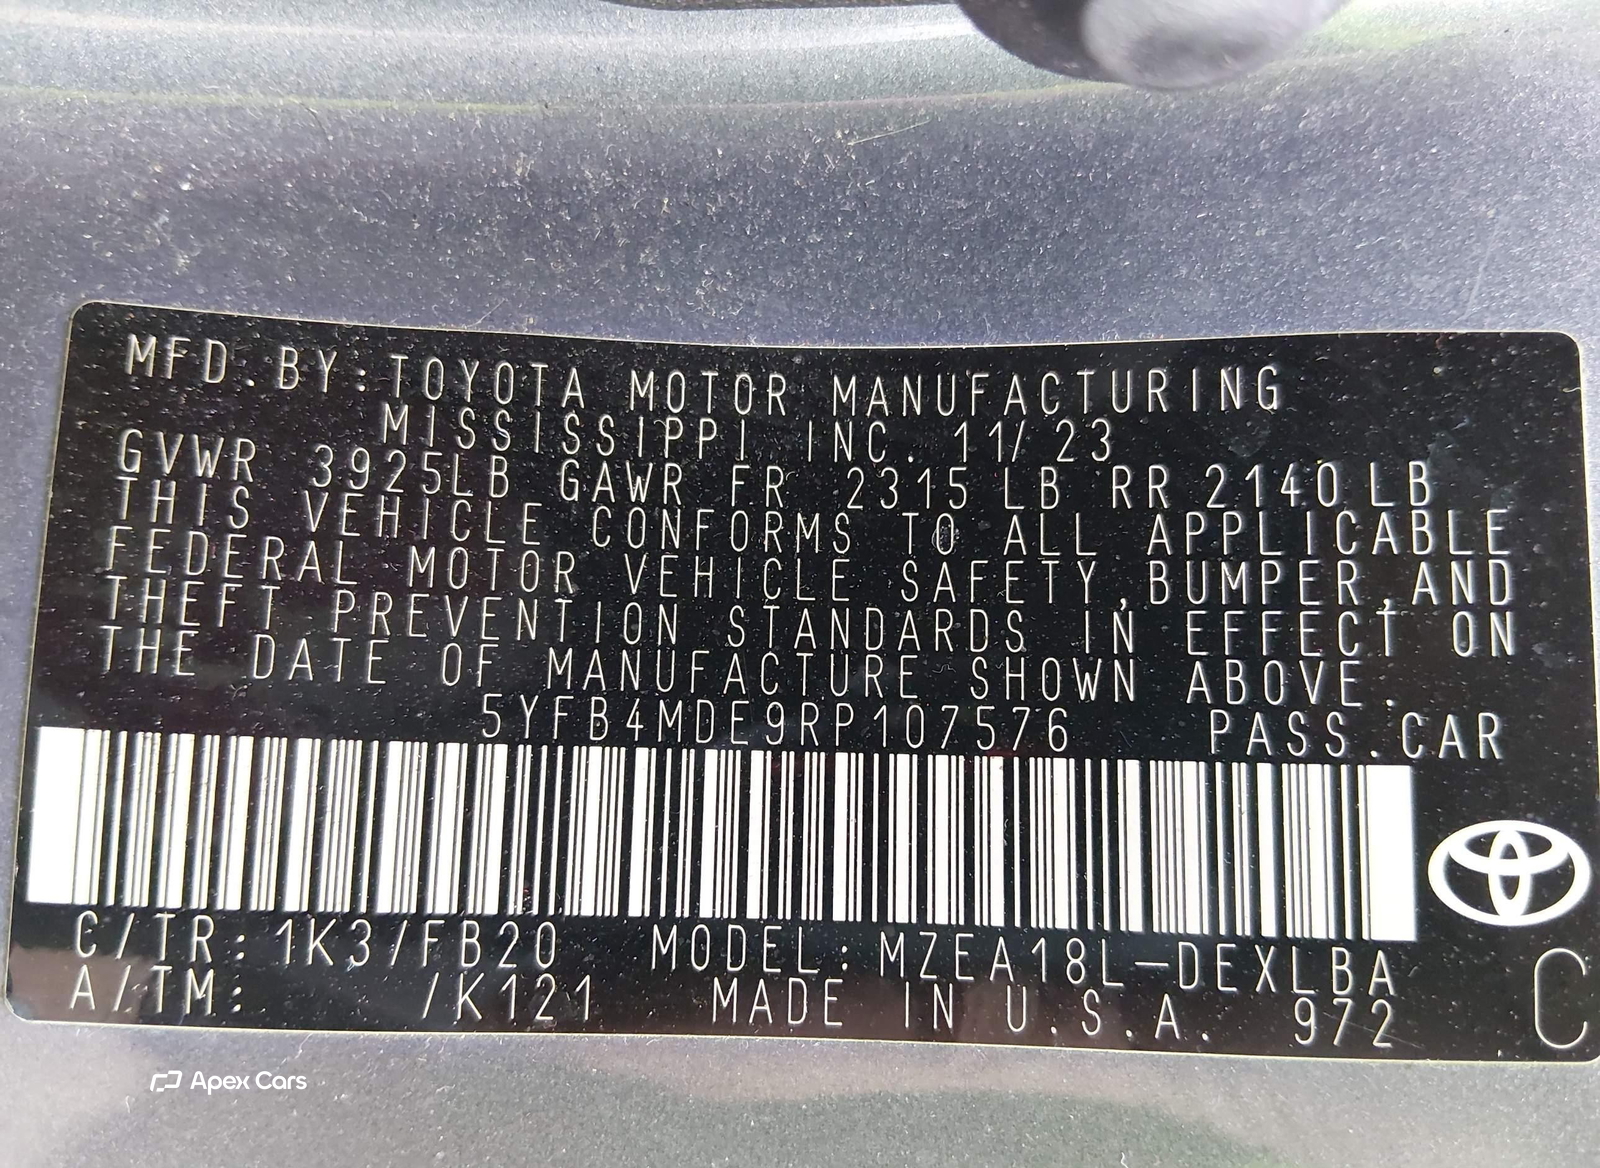 MFD.BY:TOYOTA MOTOR MANUFACTURING
MISSISSIPPI, INC. 11/23
GVWR 3925LB GAWR FR 2315 LB RR 2140LB
THIS VEHICLE CONFORMS TO ALL APPLICABLE
FEDERAL MOTOR VEHICLE SAFETY,BUMPER,AND
THEFT PREVENTION STANDARDS IN EFFECT ON
THE DATE OF MANUFACTURE SHOWN ABOVE.
5YFB4MDE9RP107576 PASS.CAR
C/TR:1K3/FB20 MODEL:MZEA18L-DEXLBA
A/TM: /K121 MADE IN U.S.A. 972
C
Apex Cars